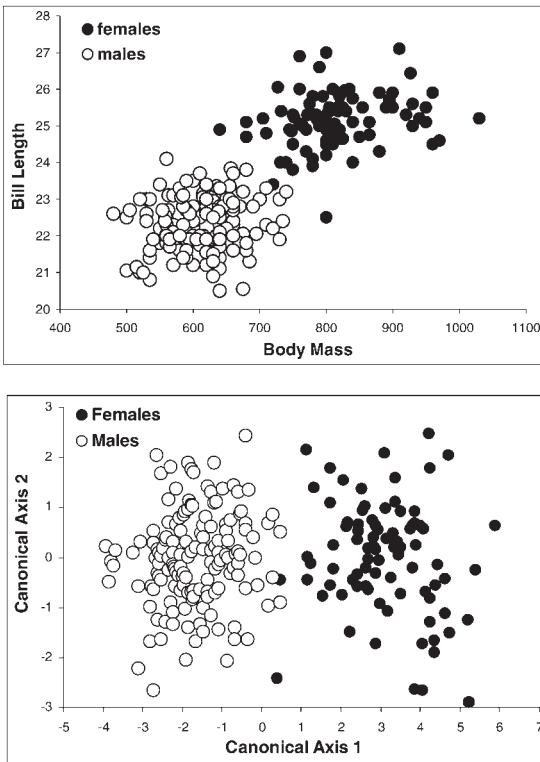 28
27
26
25
24
23
22
21
20
Bill Length
● females
○ males
400 500 600 700 800 900 1000 1100
Body Mass
3
2
1
0
-1
-2
-3
Canonical Axis 2
● Females
○ Males
-5 -4 -3 -2 -1 0 1 2 3 4 5 6 7
Canonical Axis 1